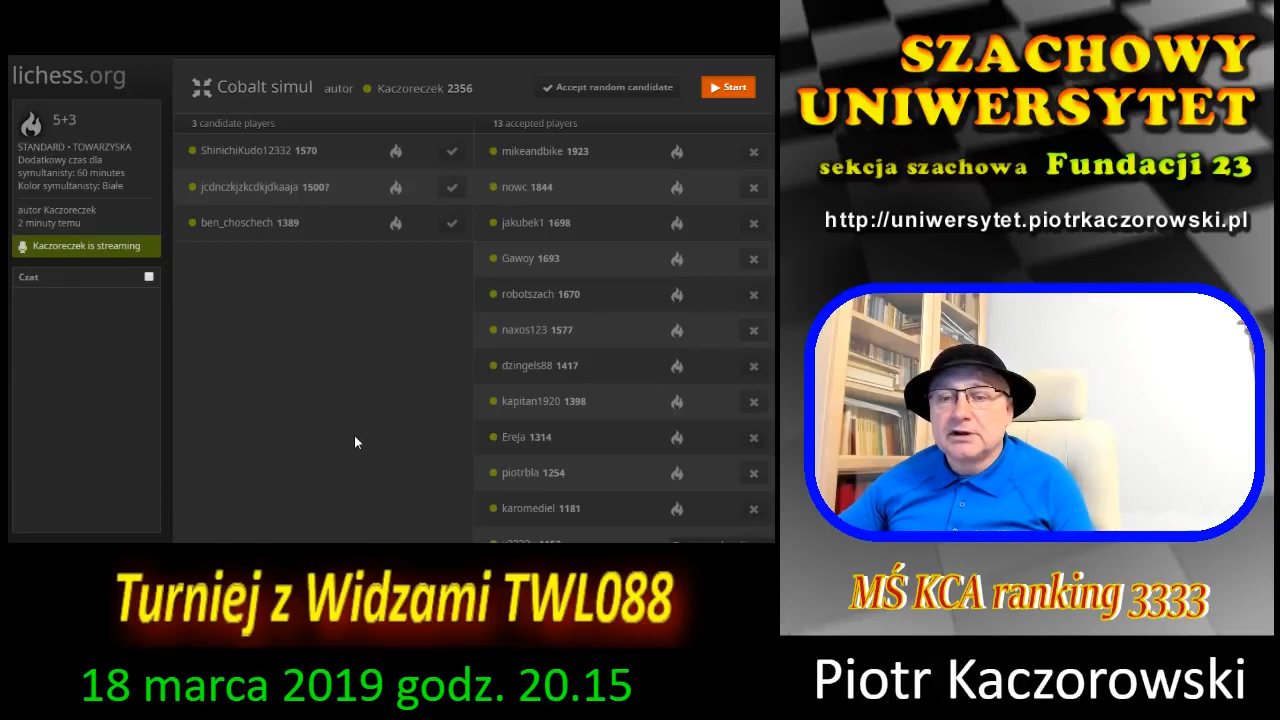 lichess.org
5+3
STANDARD • TOWARZYSKA
Dodatkowy czas dla
symultanisty: 60 minutes
Kolor symultanisty: Białe
autor Kaczoreczek
2 minuty temu
Kaczoreczek is streaming
Czat
Cobalt simul autor Kaczoreczek 2356
Accept random candidate
Start
3 candidate players
ShinichiKudo12332 1570
jcdnczkjzkcdkjdkaaja 1500?
ben_choschech 1389
13 accepted players
mikeandbike 1923
nowc 1844
jakubek1 1698
Gawoy 1693
robotszach 1670
naxos123 1577
dzingels88 1417
kapitan1920 1398
Ereja 1314
piotrbla 1254
karomediel 1181
SZACHOWY
UNIWERSYTET
sekcja szachowa Fundacji 23
http://uniwersytet.piotrkaczorowski.pl
MŚ KCA ranking 3333
Turniej z Widzami TWL088
18 marca 2019 godz. 20.15
Piotr Kaczorowski